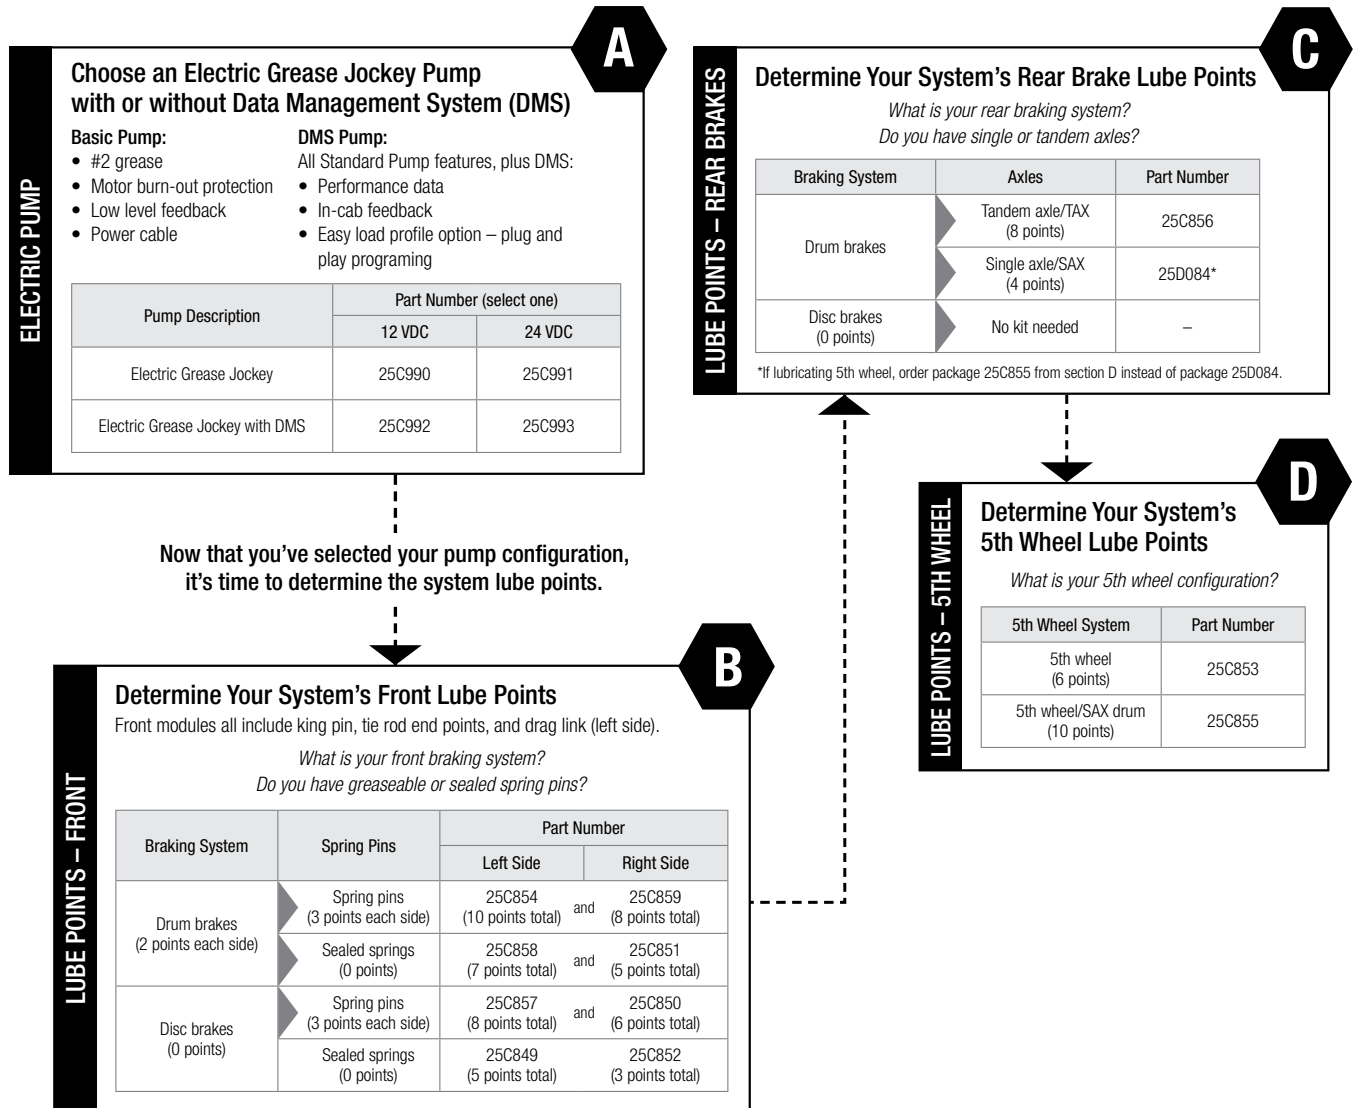 A
ELECTRIC PUMP
Choose an Electric Grease Jockey Pump
with or without Data Management System (DMS)
Basic Pump:
• #2 grease
• Motor burn-out protection
• Low level feedback
• Power cable
DMS Pump:
All Standard Pump features, plus DMS:
• Performance data
• In-cab feedback
• Easy load profile option – plug and
play programing
Pump Description
Part Number (select one)
12 VDC
24 VDC
Electric Grease Jockey
25C990
25C991
Electric Grease Jockey with DMS
25C992
25C993
Now that you’ve selected your pump configuration,
it’s time to determine the system lube points.
B
LUBE POINTS – FRONT
Determine Your System’s Front Lube Points
Front modules all include king pin, tie rod end points, and drag link (left side).
What is your front braking system?
Do you have greaseable or sealed spring pins?
Braking System
Spring Pins
Part Number
Left Side
Right Side
Drum brakes
(2 points each side)
Spring pins
(3 points each side)
25C854
(10 points total)
and
25C859
(8 points total)
Sealed springs
(0 points)
25C858
(7 points total)
and
25C851
(5 points total)
Disc brakes
(0 points)
Spring pins
(3 points each side)
25C857
(8 points total)
and
25C850
(6 points total)
Sealed springs
(0 points)
25C849
(5 points total)
25C852
(3 points total)
C
LUBE POINTS – REAR BRAKES
Determine Your System’s Rear Brake Lube Points
What is your rear braking system?
Do you have single or tandem axles?
Braking System
Axles
Part Number
Drum brakes
Tandem axle/TAX
(8 points)
25C856
Single axle/SAX
(4 points)
25D084*
Disc brakes
(0 points)
No kit needed
–
*If lubricating 5th wheel, order package 25C855 from section D instead of package 25D084.
D
LUBE POINTS – 5TH WHEEL
Determine Your System’s
5th Wheel Lube Points
What is your 5th wheel configuration?
5th Wheel System
Part Number
5th wheel
(6 points)
25C853
5th wheel/SAX drum
(10 points)
25C855